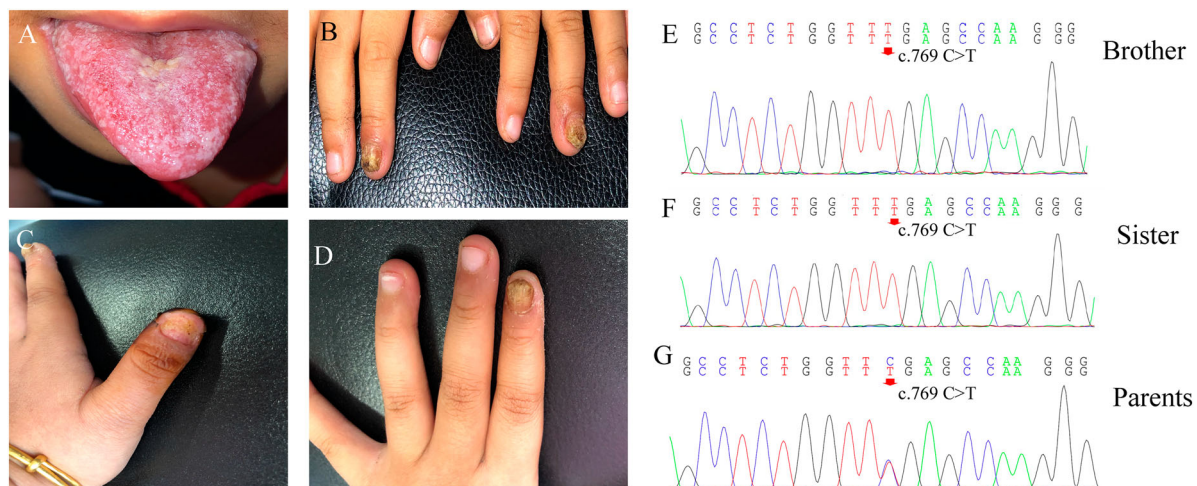 A
B
C
D
E
G C C T C T G G T T T G A G C C A A G G G
G C C T C T G G T T T G A G C C A A G G G
c.769 C>T
Brother
F
G C C T C T G G T T T G A G C C A A G G G
G C C T C T G G T T T G A G C C A A G G G
c.769 C>T
Sister
G
G C C T C T G G T T C G A G C C A A G G G
G C C T C T G G T T T G A G C C A A G G G
c.769 C>T
Parents